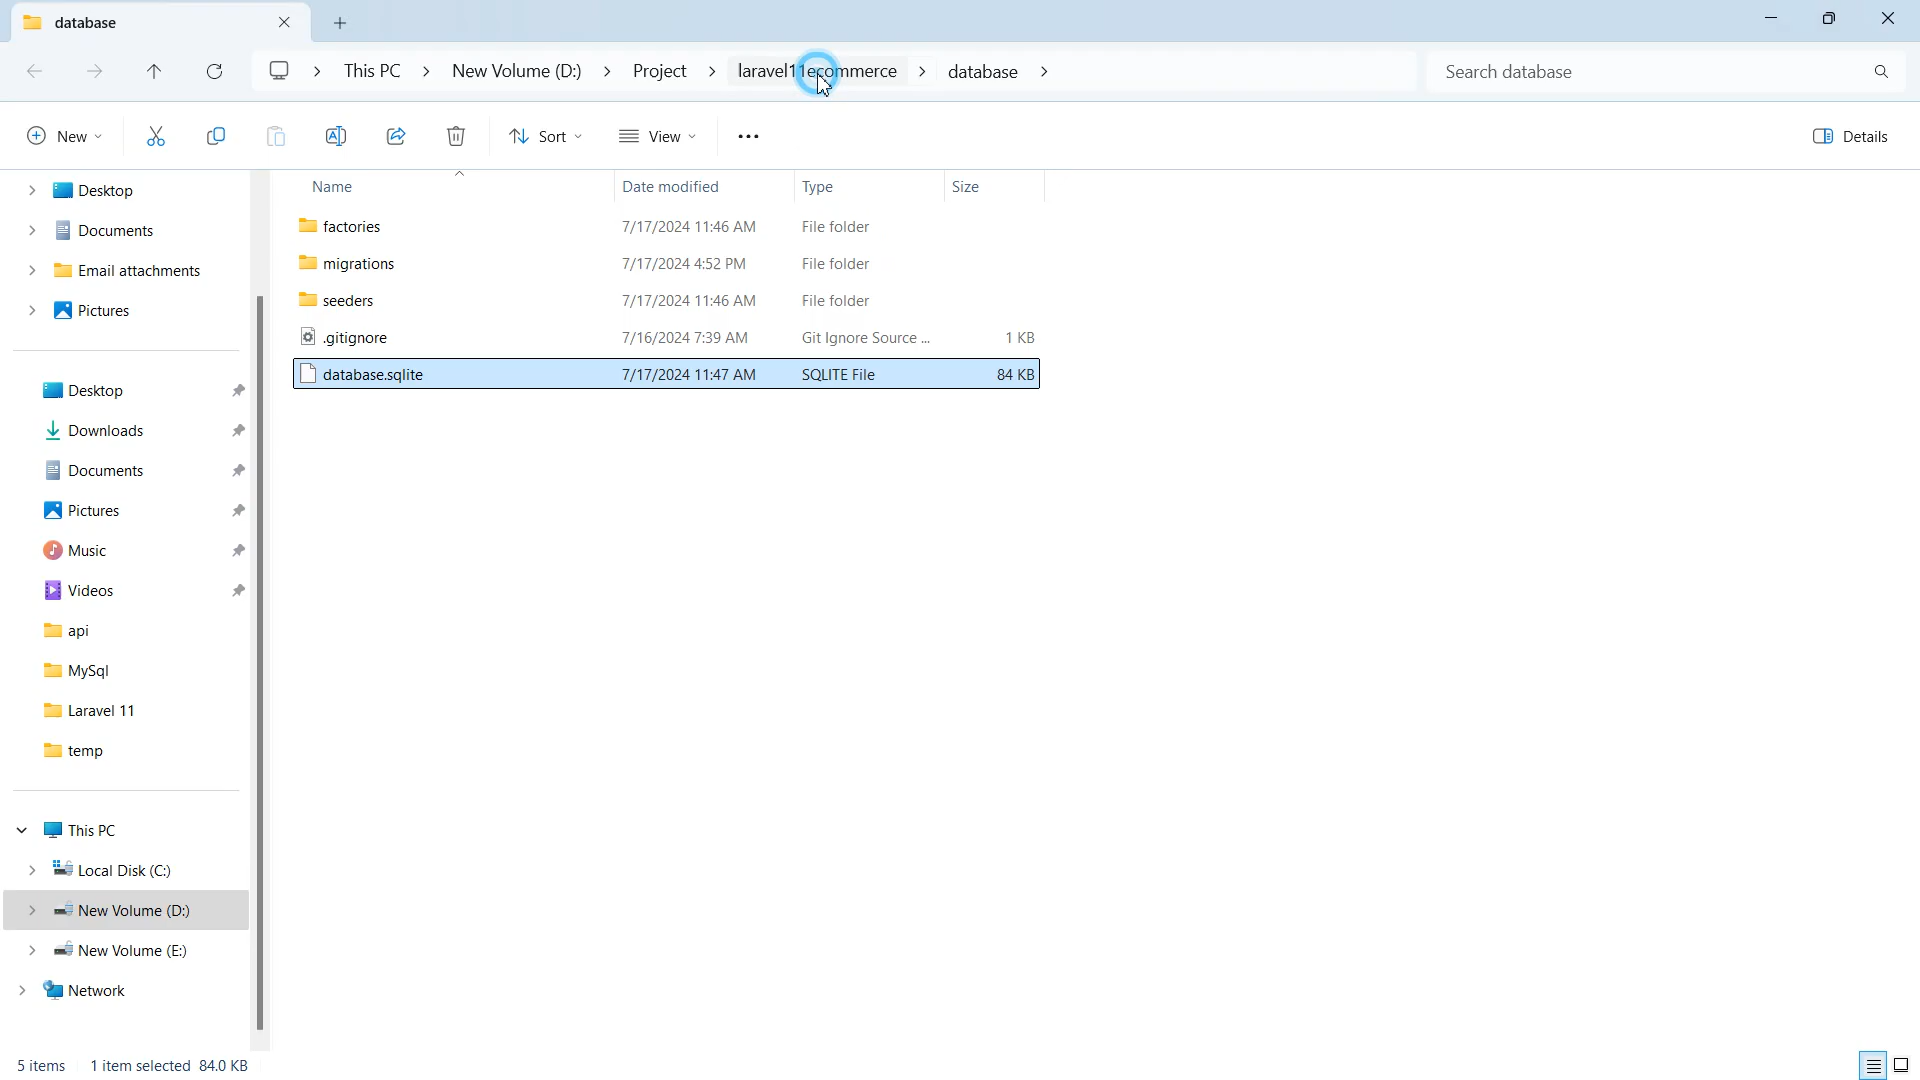 database
This PC
New Volume (D:)
Project
laravel11ecommerce
database
Search database
New
Sort
View
Details
Desktop
Documents
Email attachments
Pictures
Desktop
Downloads
Documents
Pictures
Music
Videos
api
MySql
Laravel 11
temp
This PC
Local Disk (C:)
New Volume (D:)
New Volume (E:)
Network
Name Date modified Type Size
factories 7/17/2024 11:46 AM File folder
migrations 7/17/2024 4:52 PM File folder
seeders 7/17/2024 11:46 AM File folder
.gitignore 7/16/2024 7:39 AM Git Ignore Source ... 1 KB
database.sqlite 7/17/2024 11:47 AM SQLITE File 84 KB
5 items 1 item selected 84.0 KB